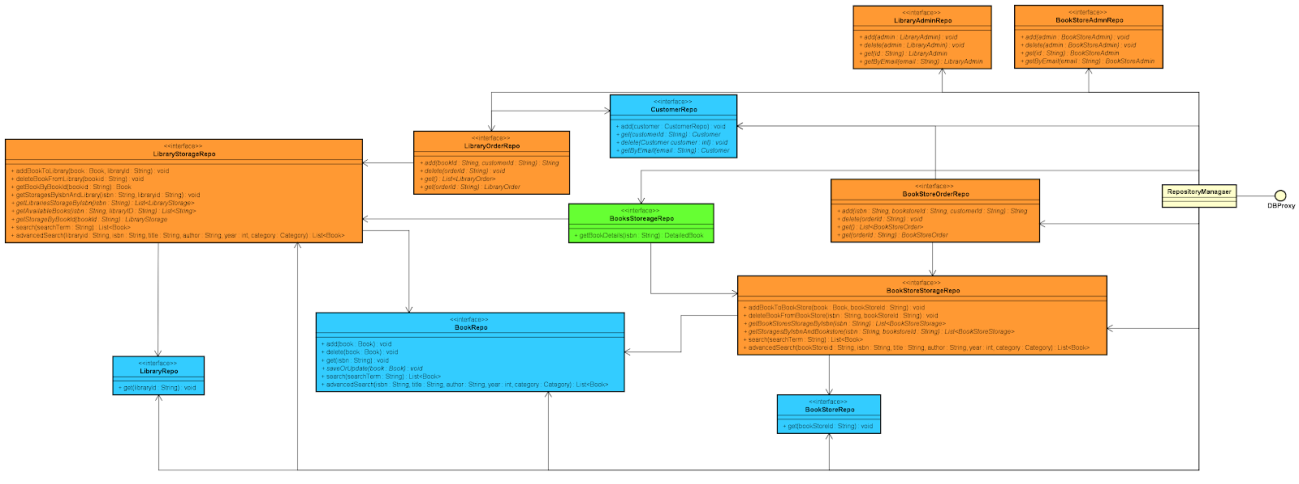 <<interface>>
LibraryAdminRepo
+ add(admin : LibraryAdmin) : void
+ delete(admin : LibraryAdmin) : void
+ get(id : String) : LibraryAdmin
+ getByEmail(email : String) : LibraryAdmin
<<interface>>
BookStoreAdmnRepo
+ add(admin : BookStoreAdmin) : void
+ delete(admin : BookStoreAdmin) : void
+ get(id : String) : BookStoreAdmin
+ getByEmail(email : String) : BookStoreAdmin
<<interface>>
CustomerRepo
+ add(customer : CustomerRepo) : void
+ get(customerId : String) : Customer
+ delete(Customer customer : int) : void
+ getByEmail(email : String) : Customer
<<interface>>
LibraryOrderRepo
+ add(bookId : String, customerId : String) : String
+ delete(orderId : String) : void
+ get() : List<LibraryOrder>
+ get(orderId : String) : LibraryOrder
<<interface>>
LibraryStorageRepo
+ addBookToLibrary(book : Book, libraryId : String) : void
+ deleteBookFromLibrary(bookid : String) : void
+ getBookByBookId(bookid : String) : Book
+ getStoragesByIsbnAndLibrary(isbn : String, libraryId : String) : void
+ getLibrariesStorageByIsbn(isbn : String) : List<LibraryStorage>
+ getAvailableBooks(isbn : String, libraryID : String) : List<String>
+ getStorageByBookId(bookId : String) : LibraryStorage
+ search(searchTerm : String) : List<Book>
+ advancedSearch(libraryId : String, isbn : String, title : String, author : String, year : int, category : Category) : List<Book>
<<interface>>
BookStoreOrderRepo
+ add(isbn : String, bookstoreId : String, customerId : String) : String
+ delete(orderId : String) : void
+ get() : List<BookStoreOrder>
+ get(orderId : String) : BookStoreOrder
RepositoryManagaer
DBProxy
<<interface>>
BooksStoreageRepo
+ getBookDetails(isbn : String) : DetailedBook
<<interface>>
BookStoreStorageRepo
+ addBookToBookStore(book : Book, bookStoreId : String) : void
+ deleteBookFromBookStore(isbn : String, bookStoreId : String) : void
+ getBookStoresStorageByIsbn(isbn : String) : List<BookStoreStorage>
+ getStoragesByIsbnAndBookstore(isbn : String, bookstoreId : String) : List<BookStoreStorage>
+ search(searchTerm : String) : List<Book>
+ advancedSearch(bookStoreId : String, isbn : String, title : String, author : String, year : int, category : Category) : List<Book>
<<interface>>
BookRepo
+ add(book : Book) : void
+ delete(book : Book) : void
+ get(isbn : String) : void
+ saveOrUpdate(book : Book) : void
+ search(searchTerm : String) : List<Book>
+ advancedSearch(isbn : String, title : String, author : String, year : int, catagory : Category) : List<Book>
<<interface>>
LibraryRepo
+ get(libraryId : String) : void
<<interface>>
BookStoreRepo
+ get(bookStoreId : String) : void